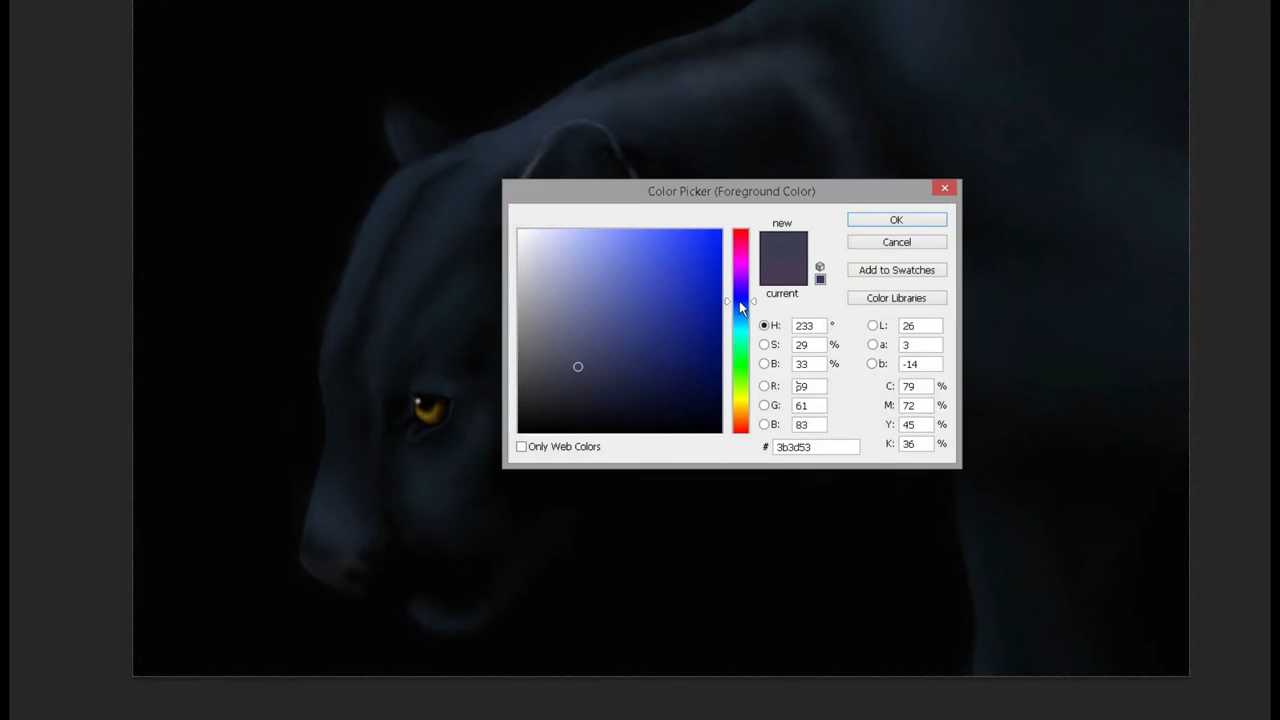 Color Picker (Foreground Color)
new
current
OK
Cancel
Add to Swatches
Color Libraries
H: 233 °
S: 29 %
B: 33 %
R: 59
G: 61
B: 83
# 3b3d53
L: 26
a: 3
b: -14
C: 79 %
M: 72 %
Y: 45 %
K: 36 %
Only Web Colors